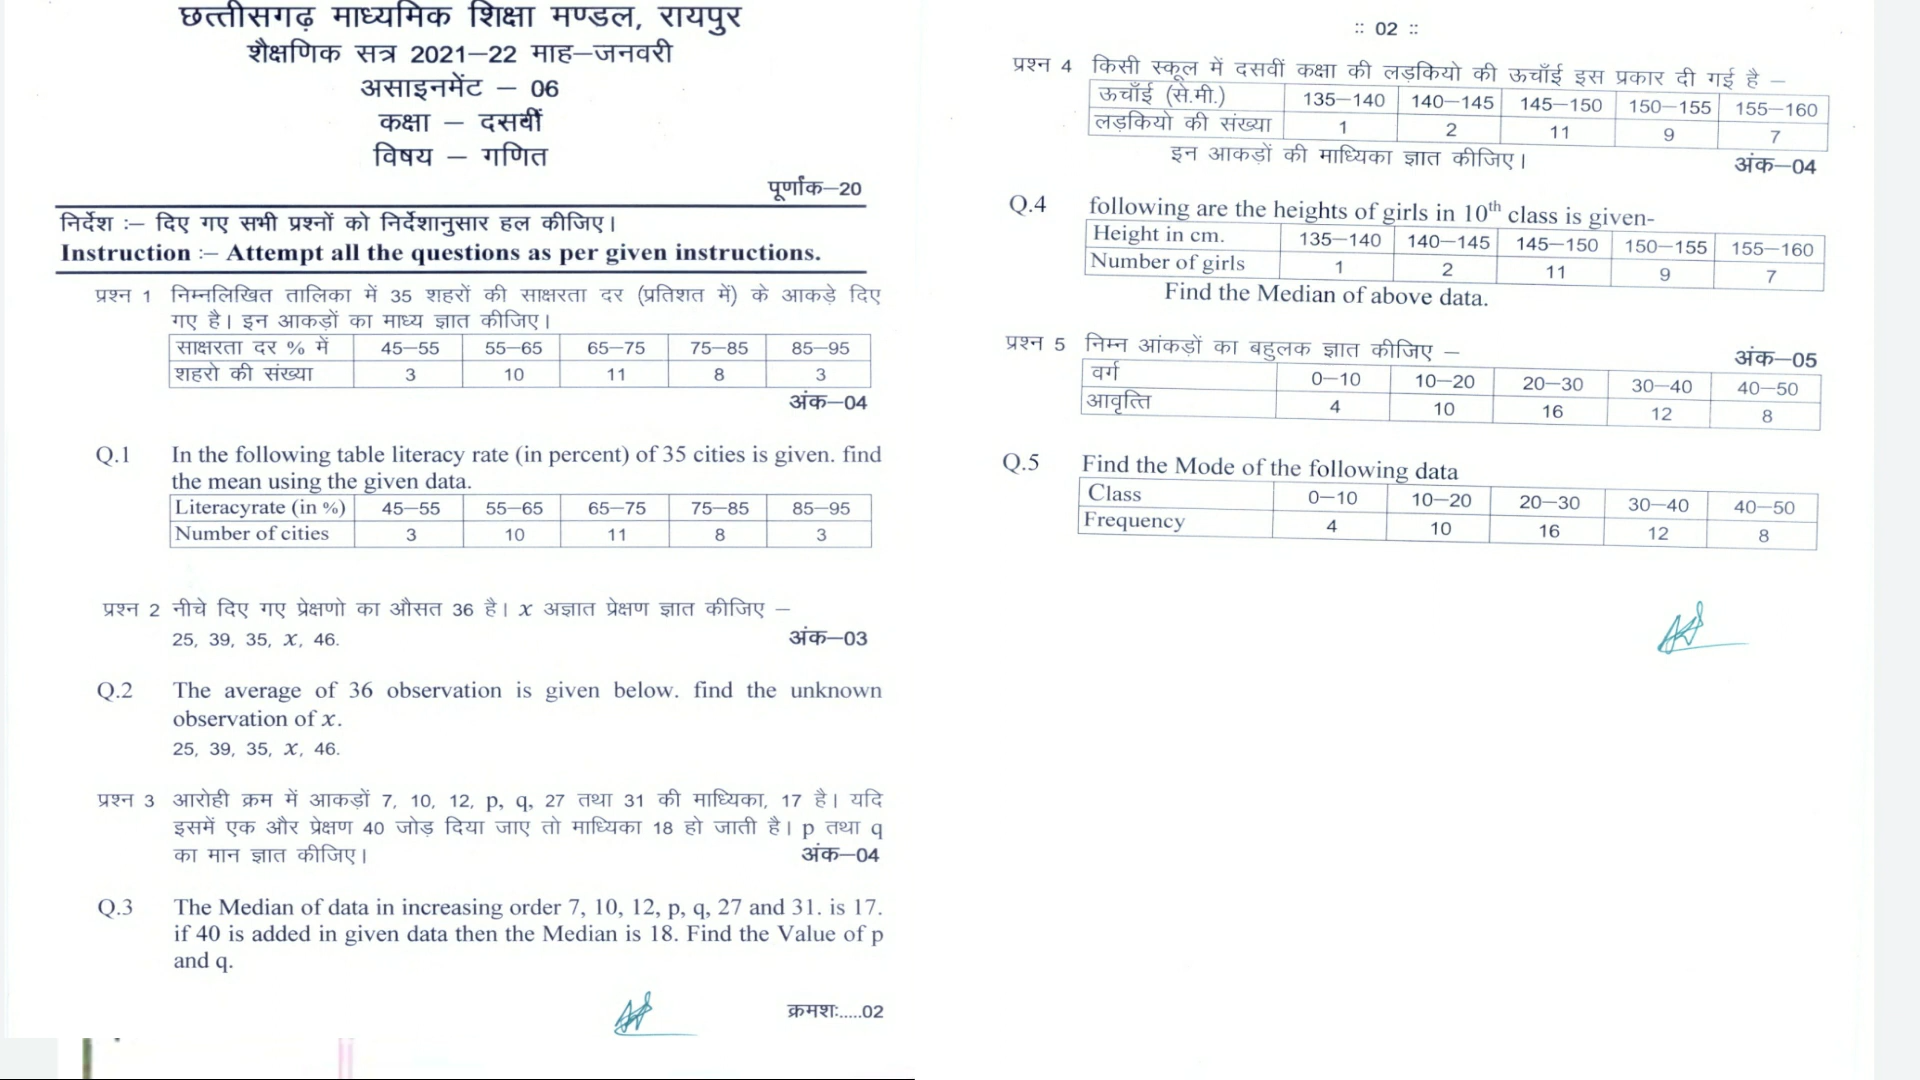 छत्तीसगढ़ माध्यमिक शिक्षा मण्डल, रायपुर
शैक्षणिक सत्र 2021–22 माह–जनवरी
असाइनमेंट – 06
कक्षा – दसवीं
विषय – गणित
पूर्णांक–20
निर्देश :– दिए गए सभी प्रश्नों को निर्देशानुसार हल कीजिए।
Instruction :– Attempt all the questions as per given instructions.
प्रश्न 1 निम्नलिखित तालिका में 35 शहरों की साक्षरता दर (प्रतिशत में) के आकड़े दिए
गए है। इन आकड़ों का माध्य ज्ञात कीजिए।
साक्षरता दर % में 45–55 55–65 65–75 75–85 85–95
शहरो की संख्या 3 10 11 8 3
अंक–04
Q.1 In the following table literacy rate (in percent) of 35 cities is given. find
the mean using the given data.
Literacyrate (in %) 45–55 55–65 65–75 75–85 85–95
Number of cities 3 10 11 8 3
प्रश्न 2 नीचे दिए गए प्रेक्षणो का औसत 36 है। x अज्ञात प्रेक्षण ज्ञात कीजिए –
25, 39, 35, x, 46. अंक–03
Q.2 The average of 36 observation is given below. find the unknown
observation of x.
25, 39, 35, x, 46.
प्रश्न 3 आरोही क्रम में आकड़ों 7, 10, 12, p, q, 27 तथा 31 की माध्यिका, 17 है। यदि
इसमें एक और प्रेक्षण 40 जोड़ दिया जाए तो माध्यिका 18 हो जाती है। p तथा q
का मान ज्ञात कीजिए। अंक–04
Q.3 The Median of data in increasing order 7, 10, 12, p, q, 27 and 31. is 17.
if 40 is added in given data then the Median is 18. Find the Value of p
and q.
क्रमशः.....02
:: 02 ::
प्रश्न 4 किसी स्कूल में दसवीं कक्षा की लड़कियो की ऊचाँई इस प्रकार दी गई है –
ऊचाँई (से.मी.) 135–140 140–145 145–150 150–155 155–160
लड़कियो की संख्या 1 2 11 9 7
इन आकड़ों की माध्यिका ज्ञात कीजिए। अंक–04
Q.4 following are the heights of girls in 10th class is given-
Height in cm. 135–140 140–145 145–150 150–155 155–160
Number of girls 1 2 11 9 7
Find the Median of above data.
प्रश्न 5 निम्न आंकड़ों का बहुलक ज्ञात कीजिए – अंक–05
वर्ग 0–10 10–20 20–30 30–40 40–50
आवृत्ति 4 10 16 12 8
Q.5 Find the Mode of the following data
Class 0–10 10–20 20–30 30–40 40–50
Frequency 4 10 16 12 8